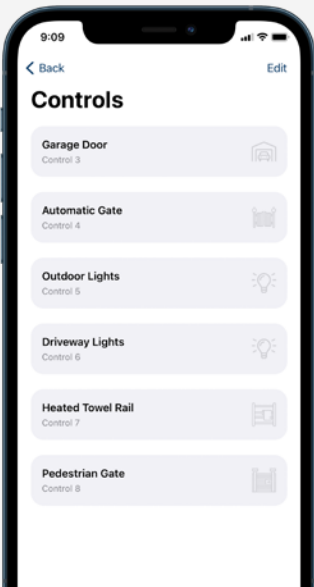 9:09
Back
Edit
Controls
Garage Door
Control 3
Automatic Gate
Control 4
Outdoor Lights
Control 5
Driveway Lights
Control 6
Heated Towel Rail
Control 7
Pedestrian Gate
Control 8